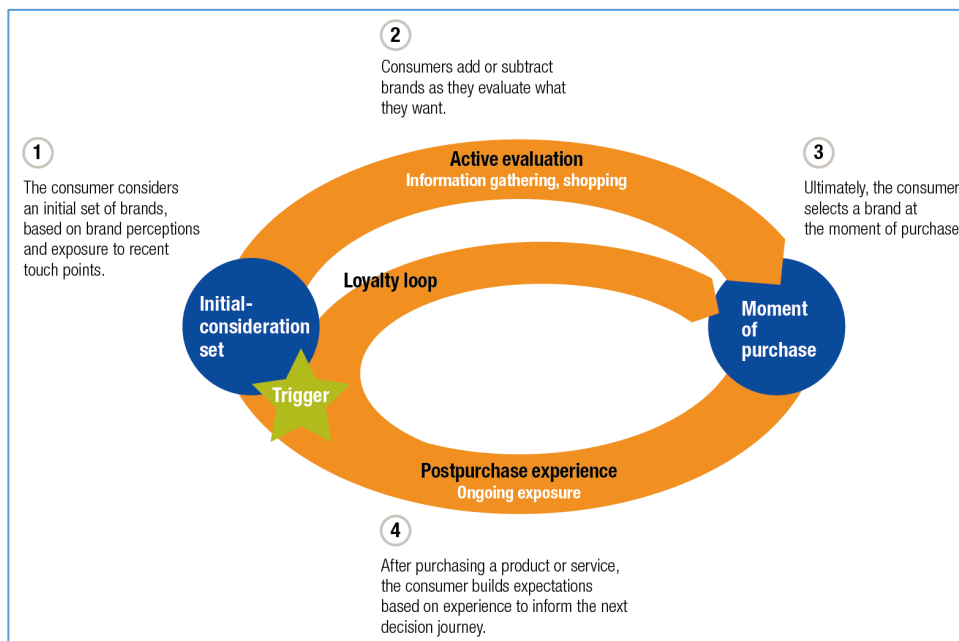 2
Consumers add or subtract
brands as they evaluate what
they want.
1
The consumer considers
an initial set of brands,
based on brand perceptions
and exposure to recent
touch points.
3
Ultimately, the consumer
selects a brand at
the moment of purchase
Active evaluation
Information gathering, shopping
Loyalty loop
Initial-
consideration
set
Trigger
Moment
of
purchase
Postpurchase experience
Ongoing exposure
4
After purchasing a product or service,
the consumer builds expectations
based on experience to inform the next
decision journey.